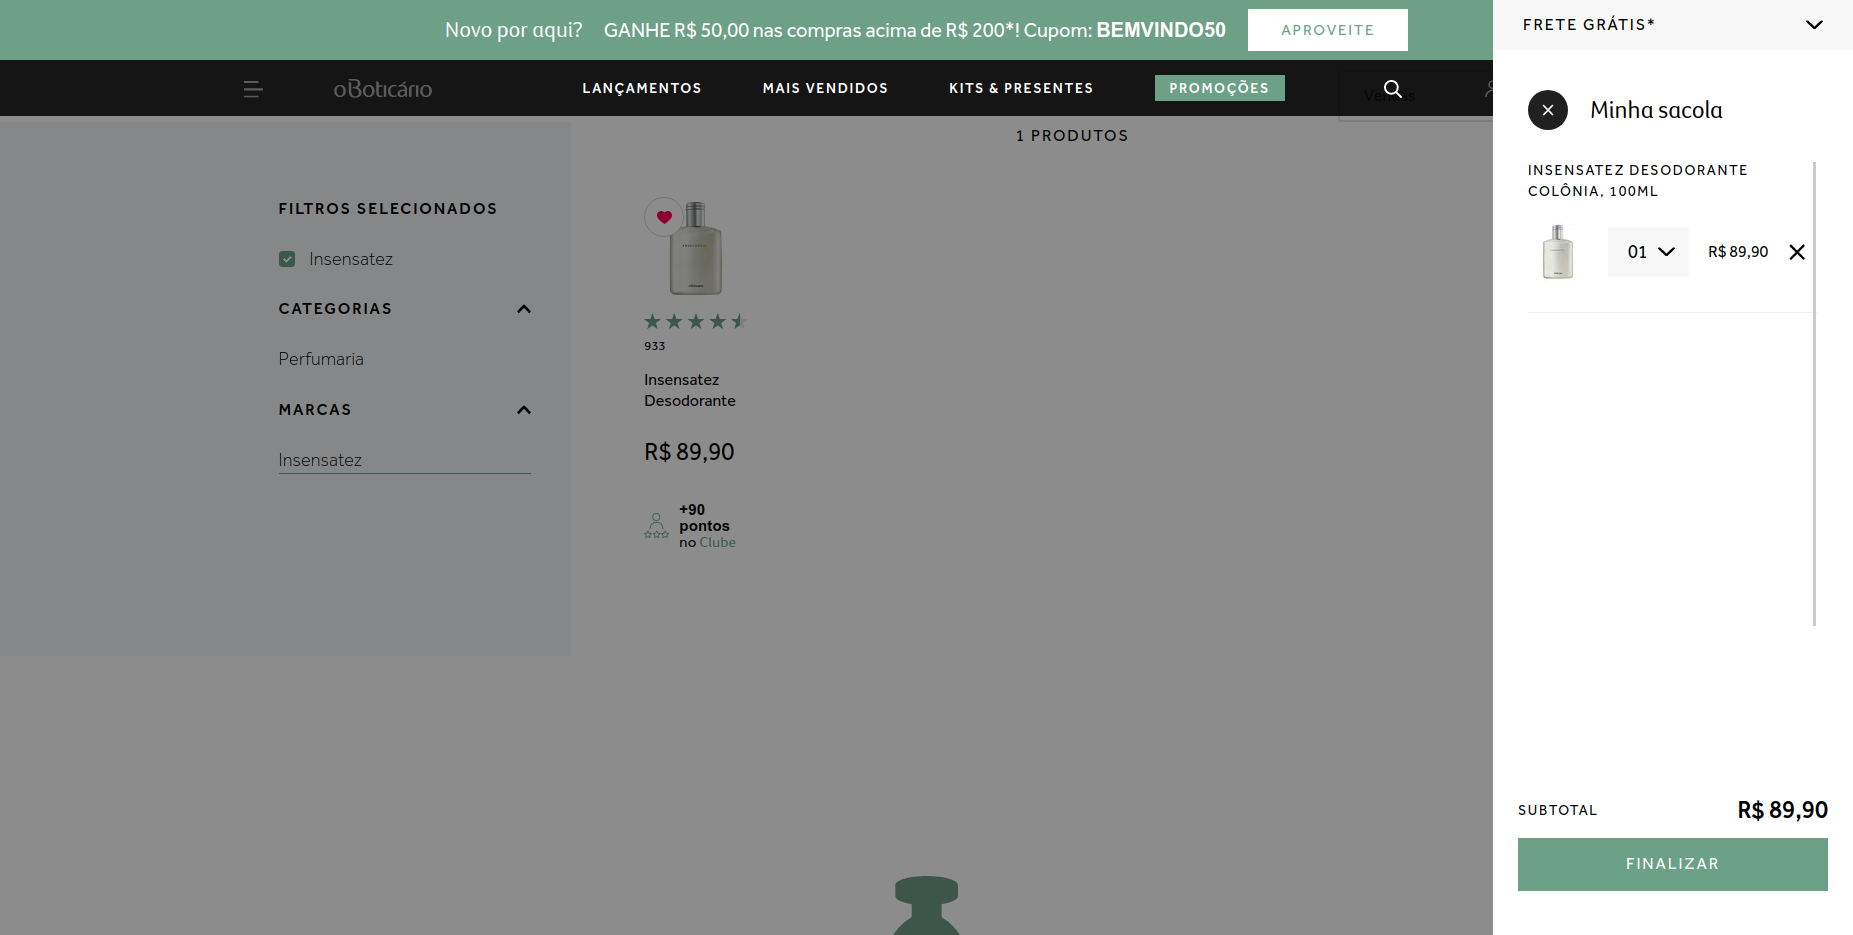 Novo por aqui? GANHE R$ 50,00 nas compras acima de R$ 200*! Cupom: BEMVINDO50 APROVEITE
oBoticário LANÇAMENTOS MAIS VENDIDOS KITS & PRESENTES PROMOÇÕES Vendas
1 PRODUTOS
FILTROS SELECIONADOS
Insensatez
CATEGORIAS
Perfumaria
MARCAS
Insensatez
933
Insensatez
Desodorante
R$ 89,90
+90
pontos
no Clube
FRETE GRÁTIS*
Minha sacola
INSENSATEZ DESODORANTE
COLÔNIA, 100ML
01 R$ 89,90
SUBTOTAL R$ 89,90
FINALIZAR